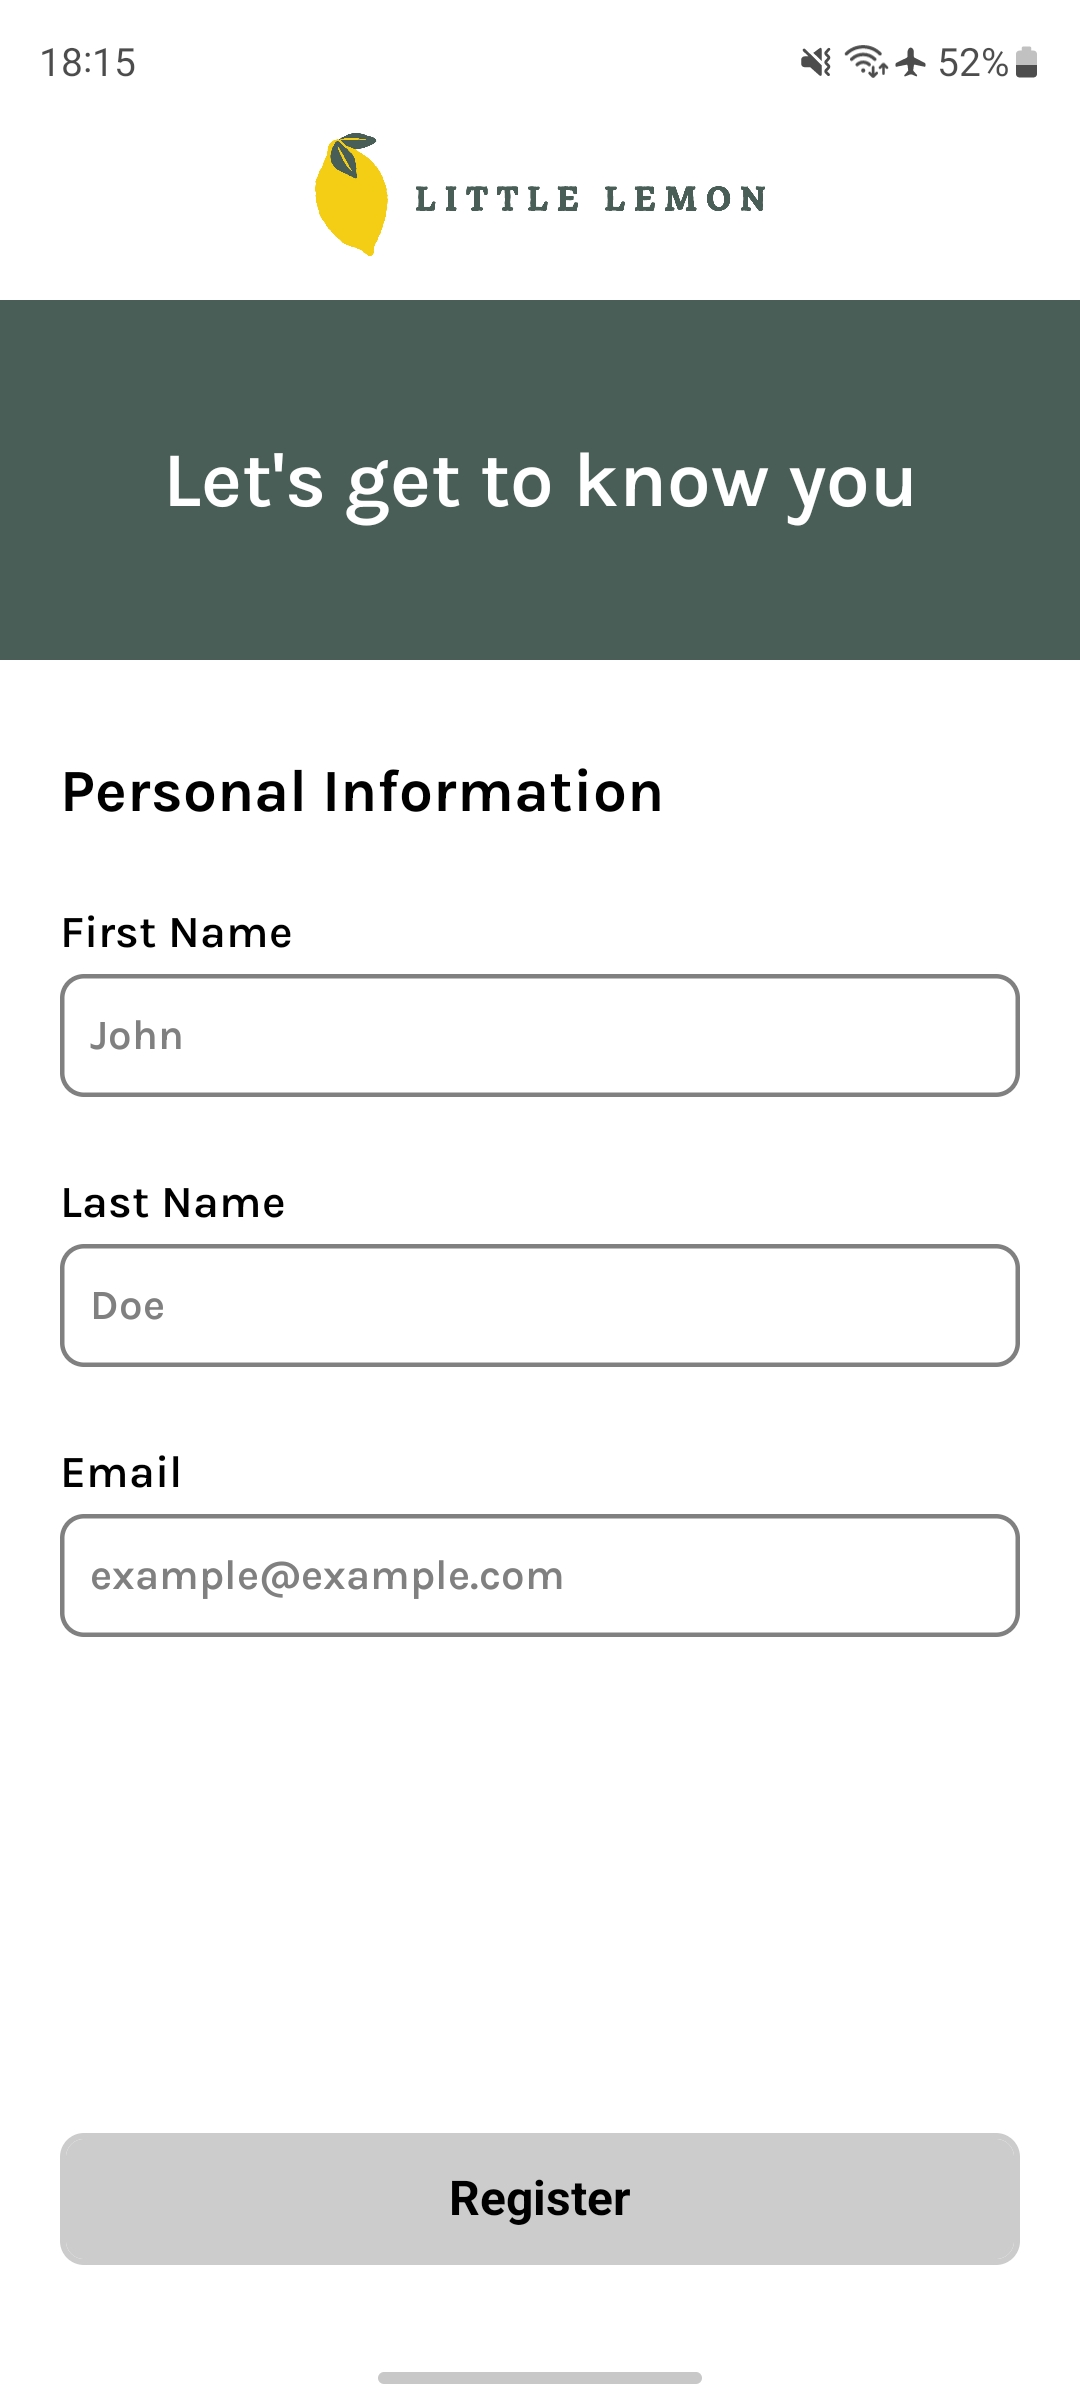 18:15 52%
LITTLE LEMON
Let's get to know you
Personal Information
First Name
John
Last Name
Doe
Email
example@example.com
Register